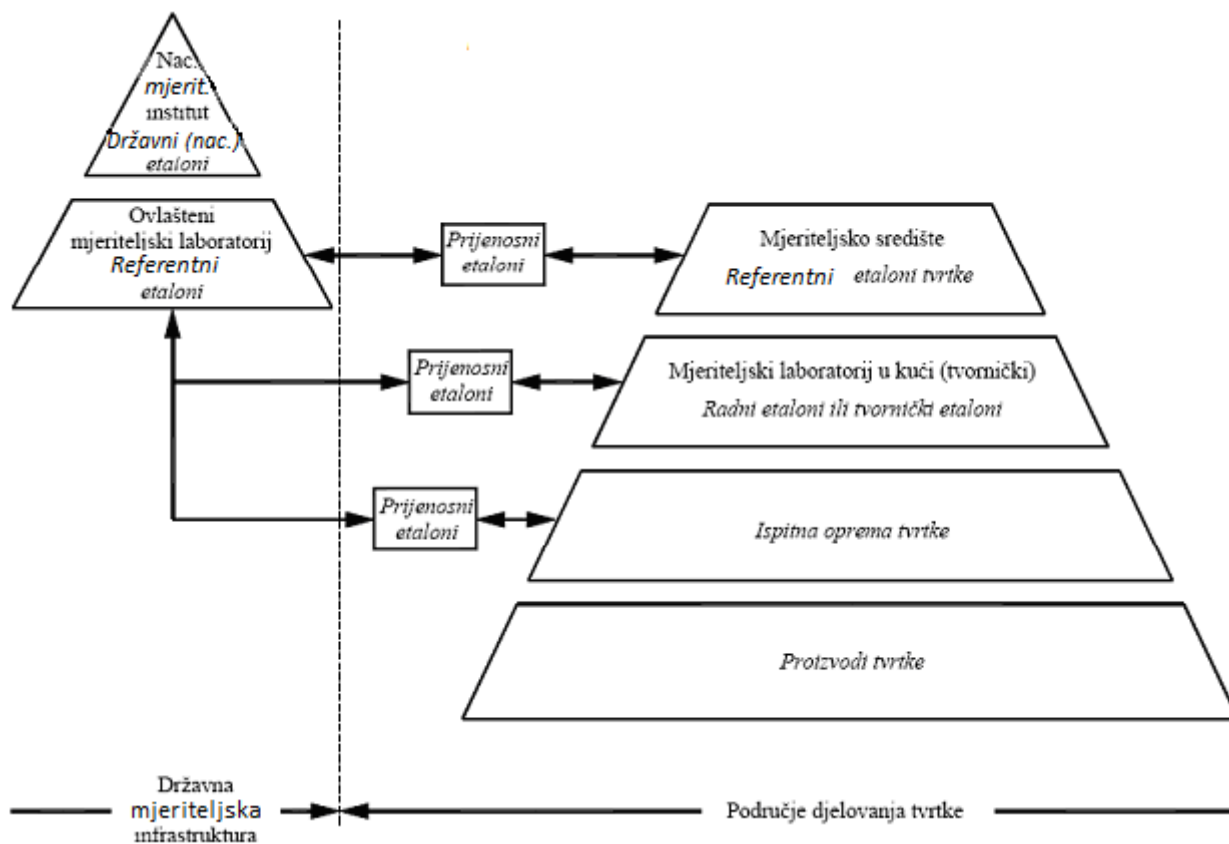 Nac.
mjerit.
institut
Državni (nac.)
etaloni
Ovlašteni
mjeriteljski laboratorij
Referentni
etaloni
Prijenosni
etaloni
Mjeriteljsko središte
Referentni etaloni tvrtke
Prijenosni
etaloni
Mjeriteljski laboratorij u kući (tvornički)
Radni etaloni ili tvornički etaloni
Prijenosni
etaloni
Ispitna oprema tvrtke
Proizvodi tvrtke
Državna
mjeriteljska
infrastruktura
Područje djelovanja tvrtke